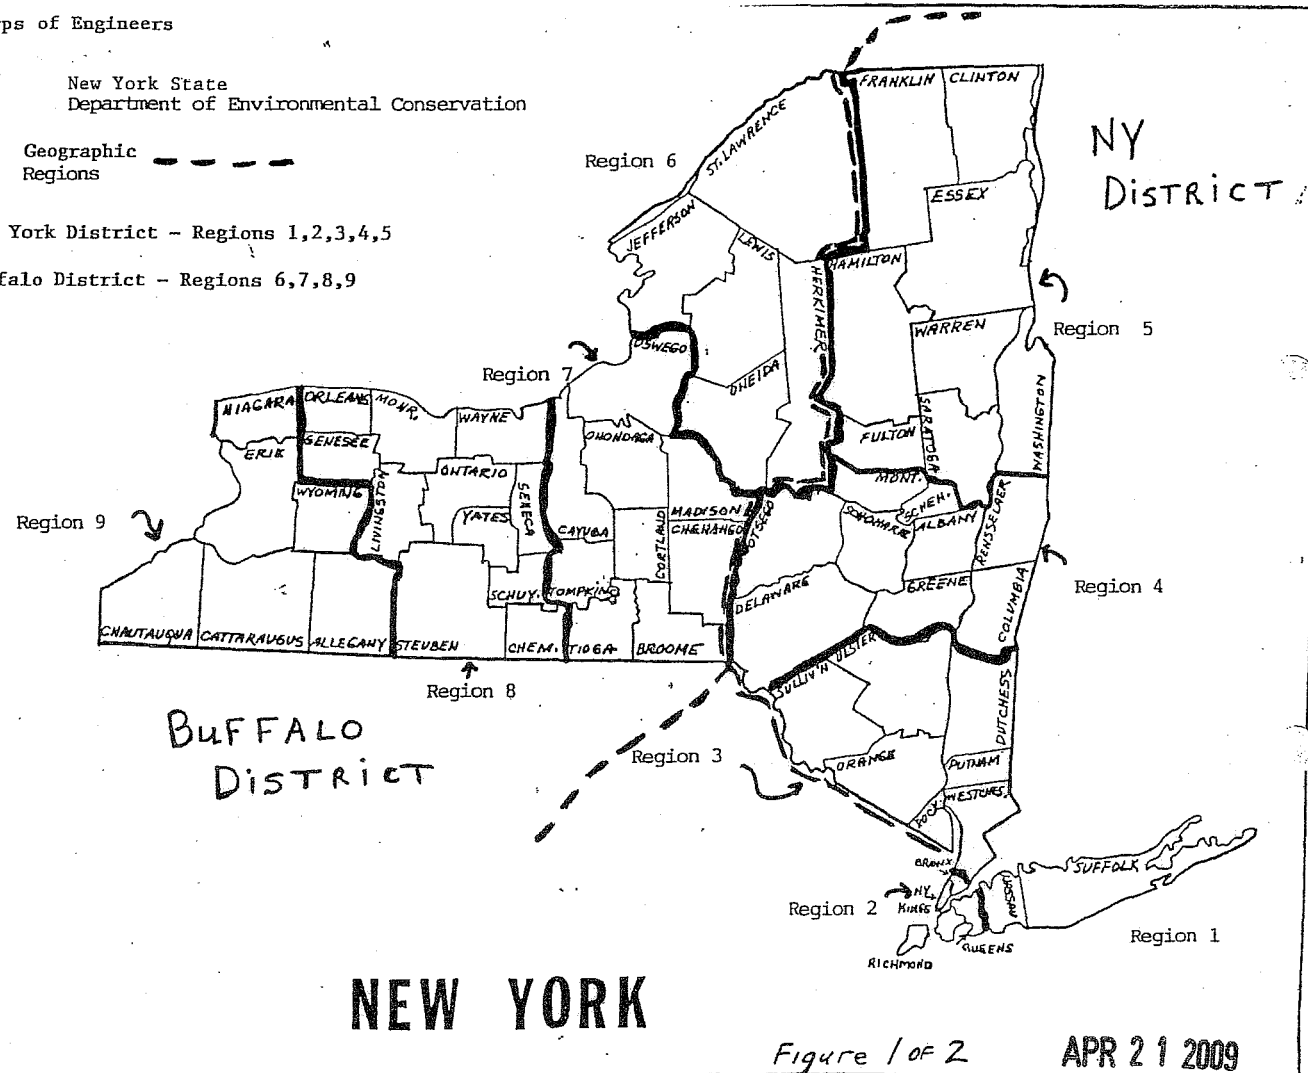 rps of Engineers
New York State
Department of Environmental Conservation
Geographic
Regions
York District - Regions 1,2,3,4,5
falo District - Regions 6,7,8,9
NY
DISTRICT
Region 6
ST. LAWRENCE
FRANKLIN
CLINTON
ESSEX
JEFFERSON
LEWIS
HERKIMER
HAMILTON
WARREN
Region 5
OSWEGO
ONEIDA
Region 7
NIAGARA
ORLEANS
MONR.
WAYNE
ONONDAGA
FULTON
SARATOGA
WASHINGTON
ERIE
GENESEE
ONTARIO
MONT.
WYOMING
LIVINGSTON
YATES
SENECA
CAYUGA
CORTLAND
MADISON
CHENANGO
OTSEGO
SCHOHARIE
SCHEN.
ALBANY
RENSSELAER
Region 9
Region 4
SCHUY.
TOMPKINS
DELAWARE
GREENE
COLUMBIA
CHAUTAUQUA
CATTARAUGUS
ALLEGANY
STEUBEN
CHEM.
TIOGA
BROOME
SULLIV'N
ULSTER
DUTCHESS
Region 8
BUFFALO
DISTRICT
Region 3
ORANGE
PUTNAM
ROCK.
WESTCHES.
BRONX
SUFFOLK
NASSAU
Region 2
NY
KINGS
QUEENS
RICHMOND
Region 1
NEW YORK
Figure 1 OF 2
APR 21 2009